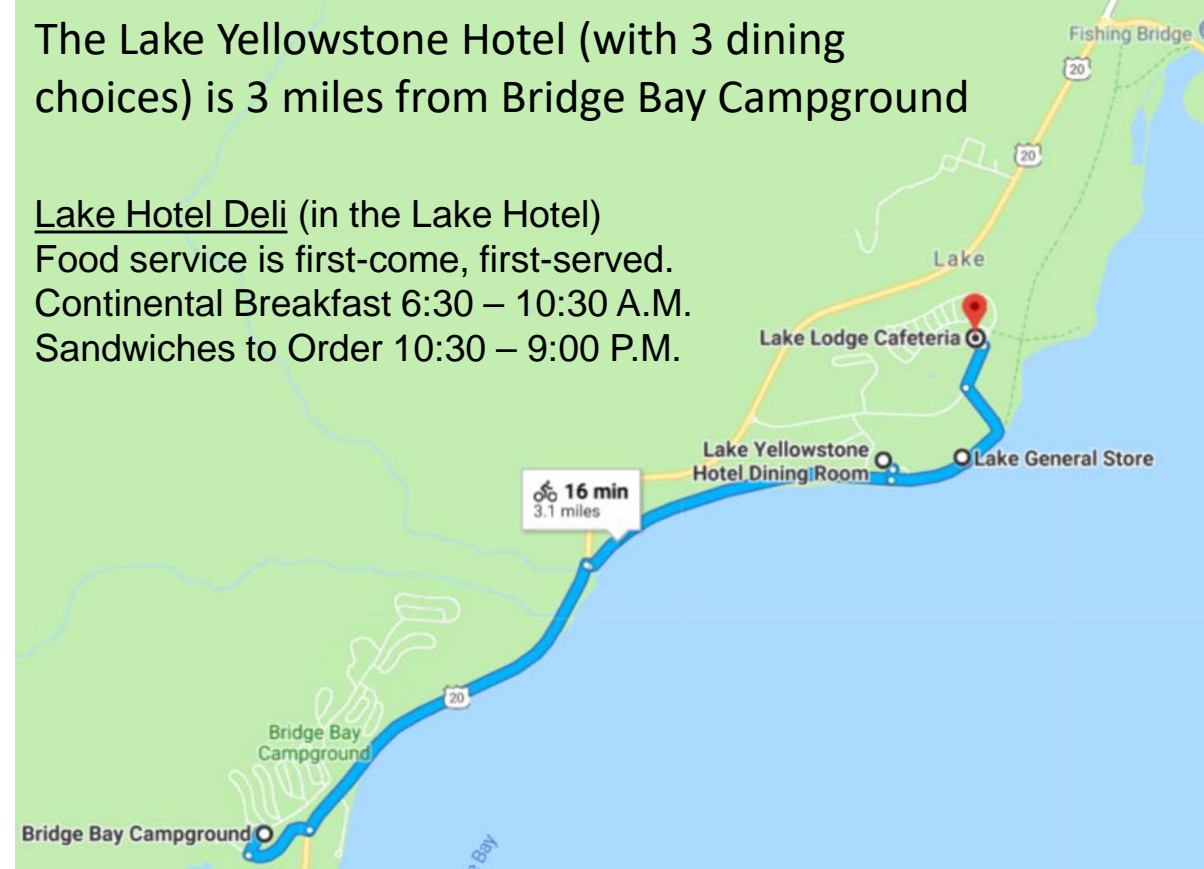 The Lake Yellowstone Hotel (with 3 dining
choices) is 3 miles from Bridge Bay Campground
Fishing Bridge
20
20
Lake Hotel Deli (in the Lake Hotel)
Food service is first-come, first-served.
Continental Breakfast 6:30 – 10:30 A.M.
Sandwiches to Order 10:30 – 9:00 P.M.
Lake
Lake Lodge Cafeteria
Lake Yellowstone
Hotel Dining Room
Lake General Store
16 min
3.1 miles
20
Bridge Bay
Campground
Bridge Bay Campground
Bay